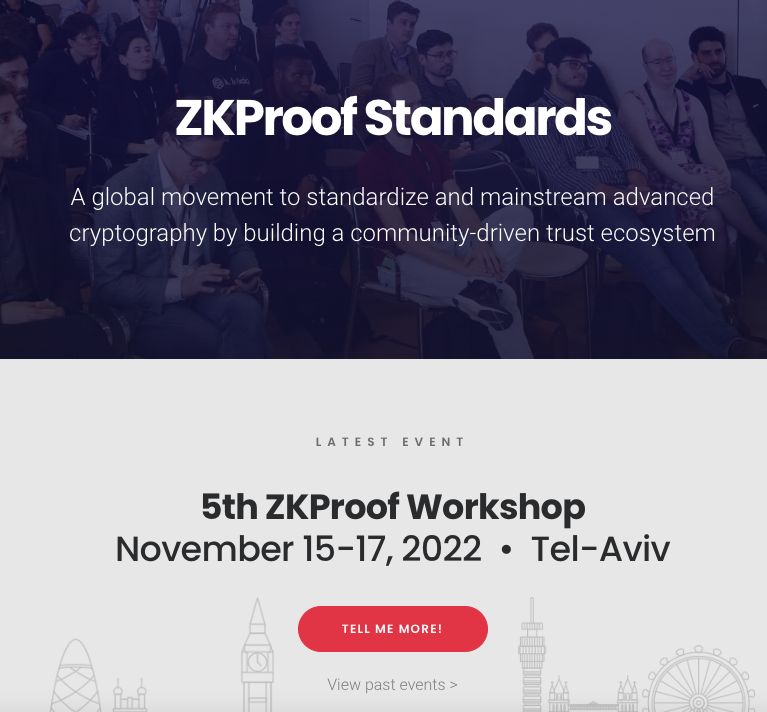 ZKProof Standards
A global movement to standardize and mainstream advanced
cryptography by building a community-driven trust ecosystem
LATEST EVENT
5th ZKProof Workshop
November 15-17, 2022 • Tel-Aviv
TELL ME MORE!
View past events >